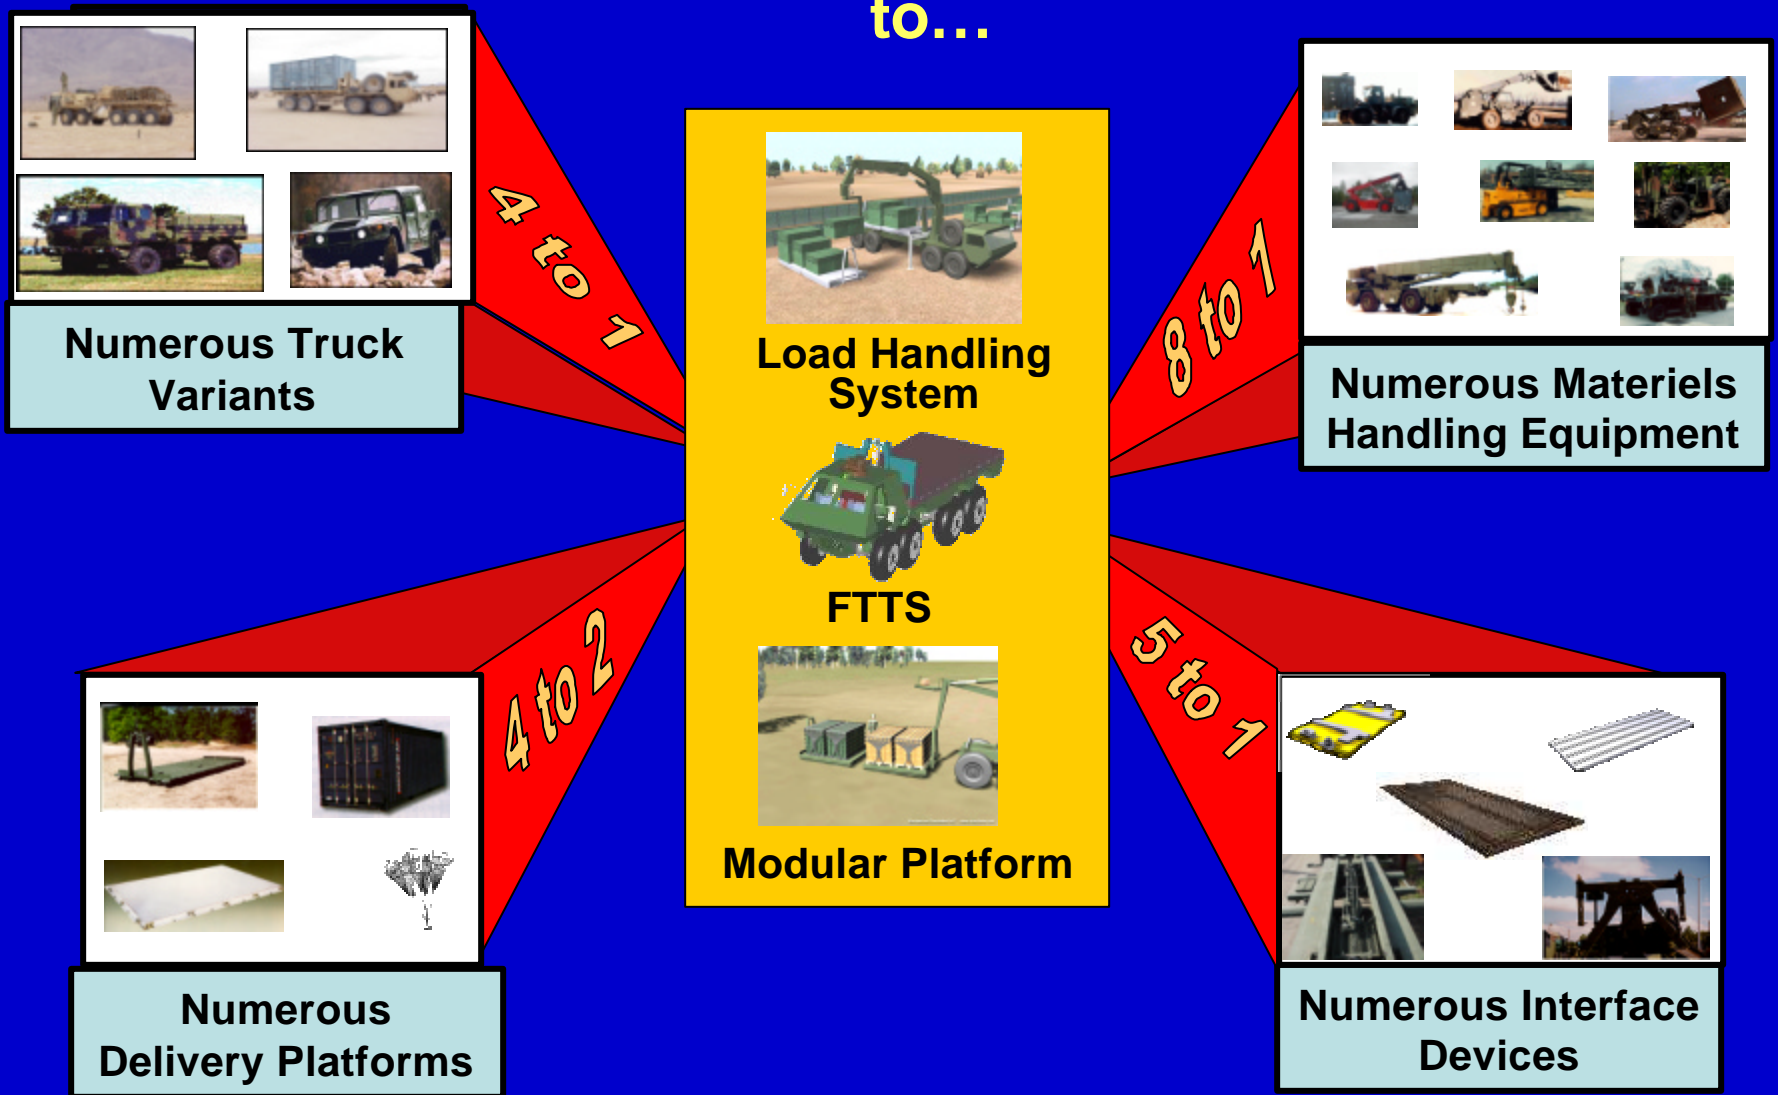 to…
4 to 1
Numerous Truck
Variants
Load Handling
System
FTTS
Modular Platform
8 to 1
Numerous Materiels
Handling Equipment
4 to 2
Numerous
Delivery Platforms
5 to 1
Numerous Interface
Devices